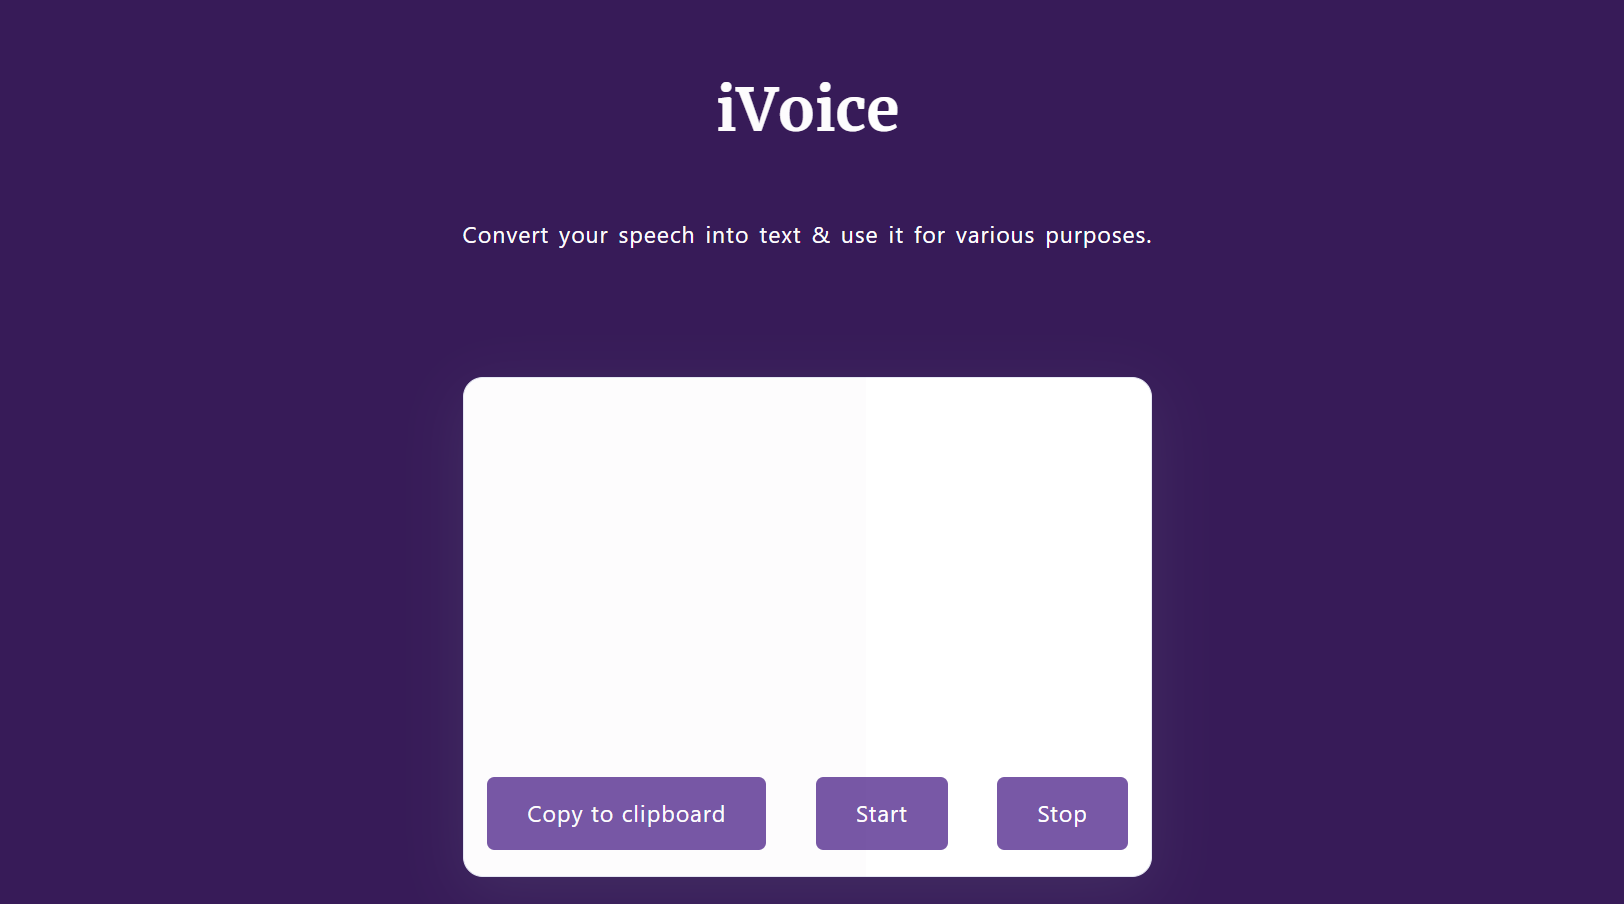 iVoice
Convert your speech into text & use it for various purposes.
Copy to clipboard
Start
Stop